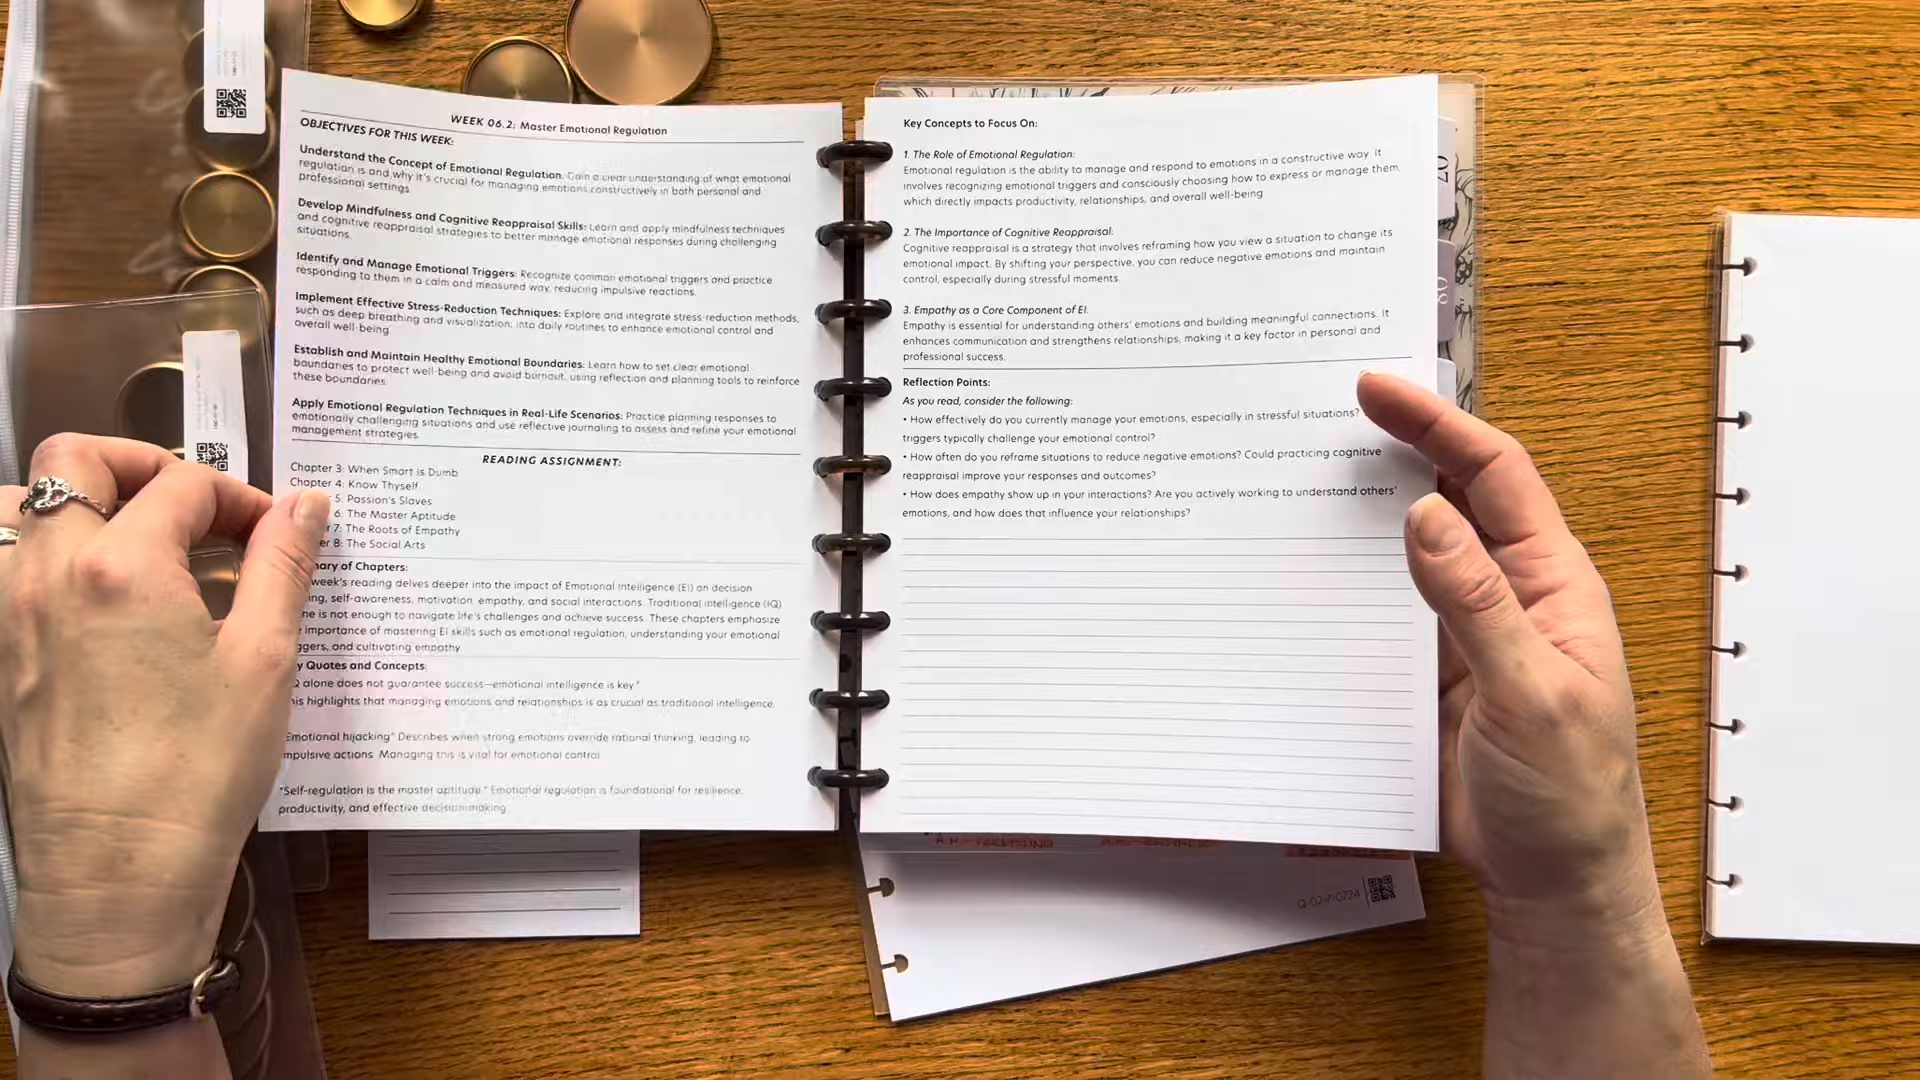 WEEK 06.2: Master Emotional Regulation
OBJECTIVES FOR THIS WEEK:
Understand the Concept of Emotional Regulation. Gain a clear understanding of what emotional
regulation is and why it's crucial for managing emotions constructively in both personal and
professional settings
Develop Mindfulness and Cognitive Reappraisal Skills: Learn and apply mindfulness techniques
and cognitive reappraisal strategies to better manage emotional responses during challenging
situations.
Identify and Manage Emotional Triggers: Recognize common emotional triggers and practice
responding to them in a calm and measured way, reducing impulsive reactions.
Implement Effective Stress-Reduction Techniques: Explore and integrate stress-reduction methods,
such as deep breathing and visualization, into daily routines to enhance emotional control and
overall well-being
Establish and Maintain Healthy Emotional Boundaries: Learn how to set clear emotional
boundaries to protect well-being and avoid burnout, using reflection and planning tools to reinforce
these boundaries
Apply Emotional Regulation Techniques in Real-Life Scenarios: Practice planning responses to
emotionally challenging situations and use reflective journaling to assess and refine your emotional
management strategies
READING ASSIGNMENT:
Chapter 3: When Smart is Dumb
Chapter 4: Know Thyself
r 5: Passion's Slaves
6: The Master Aptitude
r 7: The Roots of Empathy
er 8: The Social Arts
mary of Chapters:
week's reading delves deeper into the impact of Emotional Intelligence (EI) on decision
ing, self-awareness, motivation, empathy, and social interactions. Traditional intelligence (IQ)
ne is not enough to navigate life's challenges and achieve success. These chapters emphasize
importance of mastering EI skills such as emotional regulation, understanding your emotional
ggers, and cultivating empathy
y Quotes and Concepts:
Q alone does not guarantee success—emotional intelligence is key"
his highlights that managing emotions and relationships is as crucial as traditional intelligence.
Emotional hijacking" Describes when strong emotions override rational thinking, leading to
impulsive actions. Managing this is vital for emotional control
"Self-regulation is the master aptitude." Emotional regulation is foundational for resilience,
productivity, and effective decision-making
Key Concepts to Focus On:
1. The Role of Emotional Regulation:
Emotional regulation is the ability to manage and respond to emotions in a constructive way. It
involves recognizing emotional triggers and consciously choosing how to express or manage them,
which directly impacts productivity, relationships, and overall well-being
2. The Importance of Cognitive Reappraisal:
Cognitive reappraisal is a strategy that involves reframing how you view a situation to change its
emotional impact. By shifting your perspective, you can reduce negative emotions and maintain
control, especially during stressful moments.
3. Empathy as a Core Component of EI:
Empathy is essential for understanding others' emotions and building meaningful connections. It
enhances communication and strengthens relationships, making it a key factor in personal and
professional success.
Reflection Points:
As you read, consider the following:
• How effectively do you currently manage your emotions, especially in stressful situations?
triggers typically challenge your emotional control?
• How often do you reframe situations to reduce negative emotions? Could practicing cognitive
reappraisal improve your responses and outcomes?
• How does empathy show up in your interactions? Are you actively working to understand others'
emotions, and how does that influence your relationships?
07
08